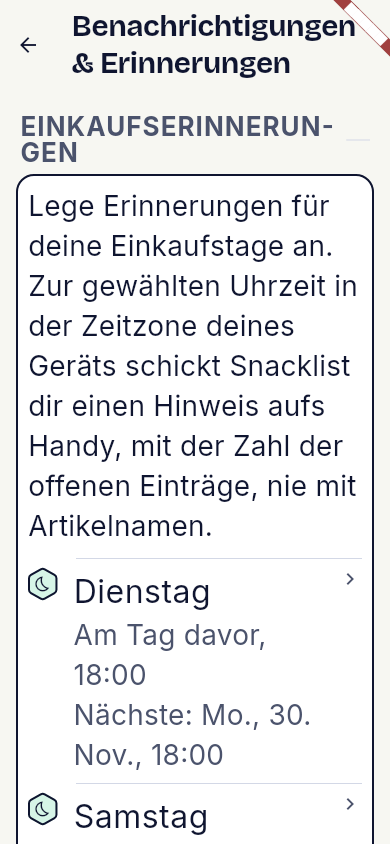 Benachrichtigungen
& Erinnerungen
EINKAUFSERINNERUN-
GEN
Lege Erinnerungen für
deine Einkaufstage an.
Zur gewählten Uhrzeit in
der Zeitzone deines
Geräts schickt Snacklist
dir einen Hinweis aufs
Handy, mit der Zahl der
offenen Einträge, nie mit
Artikelnamen.
Dienstag
Am Tag davor,
18:00
Nächste: Mo., 30.
Nov., 18:00
Samstag